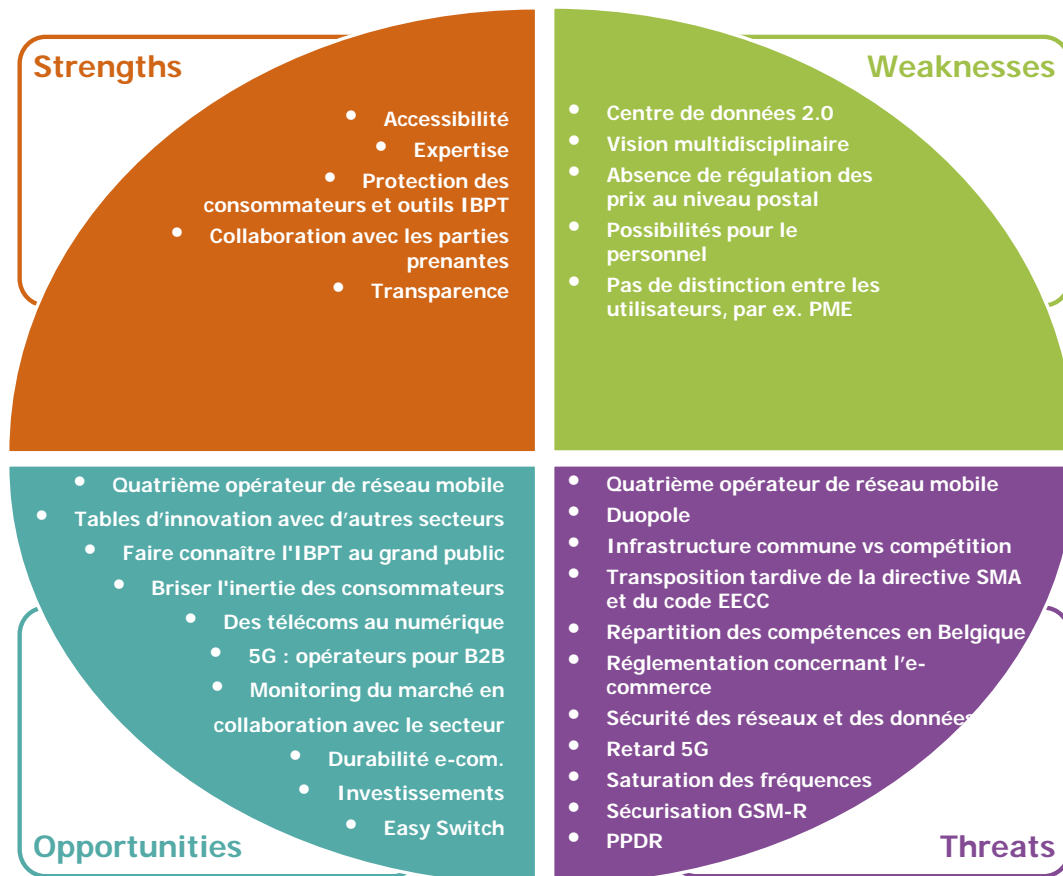 Strengths
• Accessibilité
• Expertise
• Protection des
consommateurs et outils IBPT
• Collaboration avec les parties
prenantes
• Transparence
Weaknesses
• Centre de données 2.0
• Vision multidisciplinaire
• Absence de régulation des
prix au niveau postal
• Possibilités pour le
personnel
• Pas de distinction entre les
utilisateurs, par ex. PME
• Quatrième opérateur de réseau mobile
• Tables d'innovation avec d'autres secteurs
• Faire connaître l'IBPT au grand public
• Briser l'inertie des consommateurs
• Des télécoms au numérique
• 5G : opérateurs pour B2B
• Monitoring du marché en
collaboration avec le secteur
• Durabilité e-com.
• Investissements
• Easy Switch
Opportunities
• Quatrième opérateur de réseau mobile
• Duopole
• Infrastructure commune vs compétition
• Transposition tardive de la directive SMA
et du code EECC
• Répartition des compétences en Belgique
• Réglementation concernant l'e-
commerce
• Sécurité des réseaux et des données
• Retard 5G
• Saturation des fréquences
• Sécurisation GSM-R
• PPDR
Threats